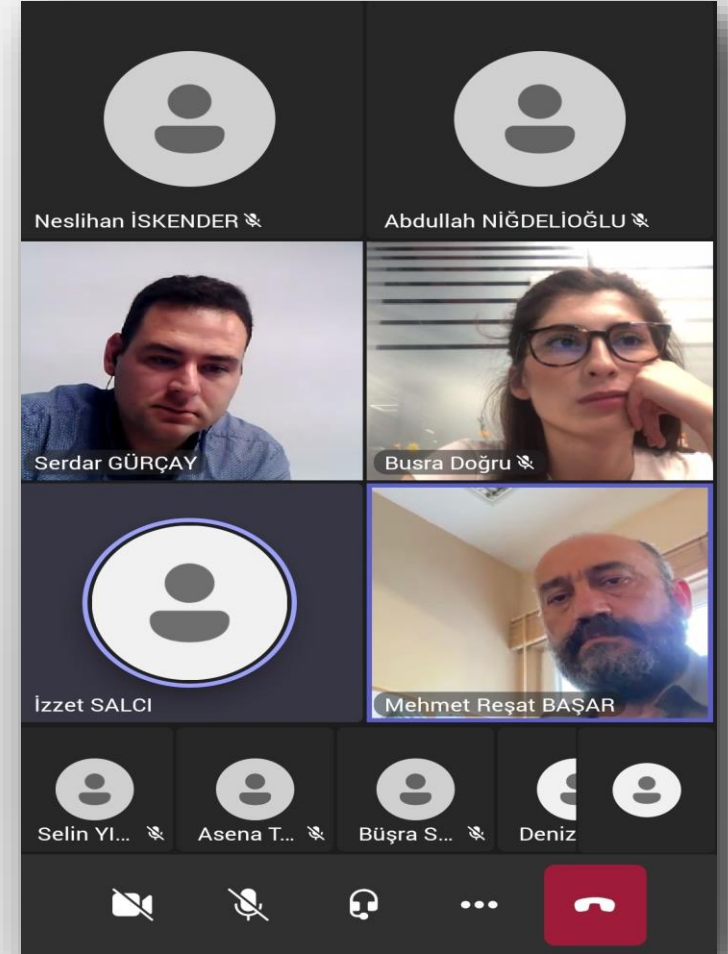 Neslihan İSKENDER
Abdullah NİĞDELİOĞLU
Serdar GÜRÇAY
Busra Doğru
İzzet SALCI
Mehmet Reşat BAŞAR
Selin YI...
Asena T...
Büşra S...
Deniz